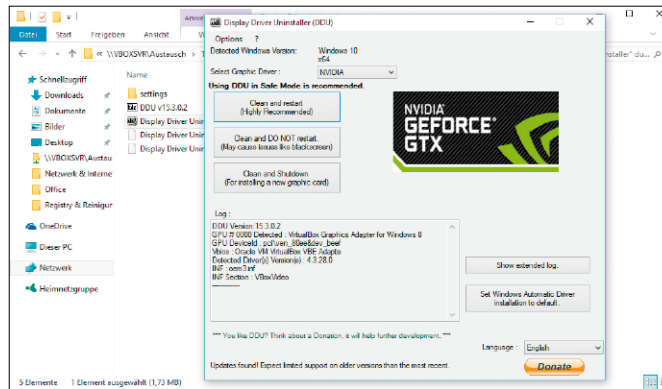 Datei Start Freigeben Ansicht
« \\VBOXSVR\Austausch >
Schnellzugriff
Downloads
Dokumente
Bilder
Desktop
\\VBOXSVR\Austau
Netzwerk & Interne
Office
Registry & Reinigur
OneDrive
Dieser PC
Netzwerk
Heimnetzgruppe
Name
settings
DDU v15.3.0.2
Display Driver Unin
Display Driver Unin
Display Driver Unin
5 Elemente 1 Element ausgewählt (1,73 MB)
Display Driver Uninstaller (DDU)
Options ?
Detected Windows Version: Windows 10
x64
Select Graphic Driver : NVIDIA
Using DDU in Safe Mode is recommended.
Clean and restart
(Highly Recommended)
Clean and DO NOT restart.
(May cause issues like blackscreen)
Clean and Shutdown
(For installing a new graphic card)
NVIDIA
GEFORCE
GTX
Log :
DDU Version: 15.3.0.2
GPU # 0000 Detected : VirtualBox Graphics Adapter for Windows 8
GPU DeviceId : pci\ven_80ee&dev_beef
Vbios : Oracle VM VirtualBox VBE Adapte
Detected Driver(s) Version(s) : 4.3.28.0
INF : oem3.inf
INF Section : VBoxVideo
Show extended log.
Set Windows Automatic Driver
installation to default.
*** You like DDU? Think about a Donation, it will help further development. ***
Language : English
Updates found! Expect limited support on older versions than the most recent.
Donate